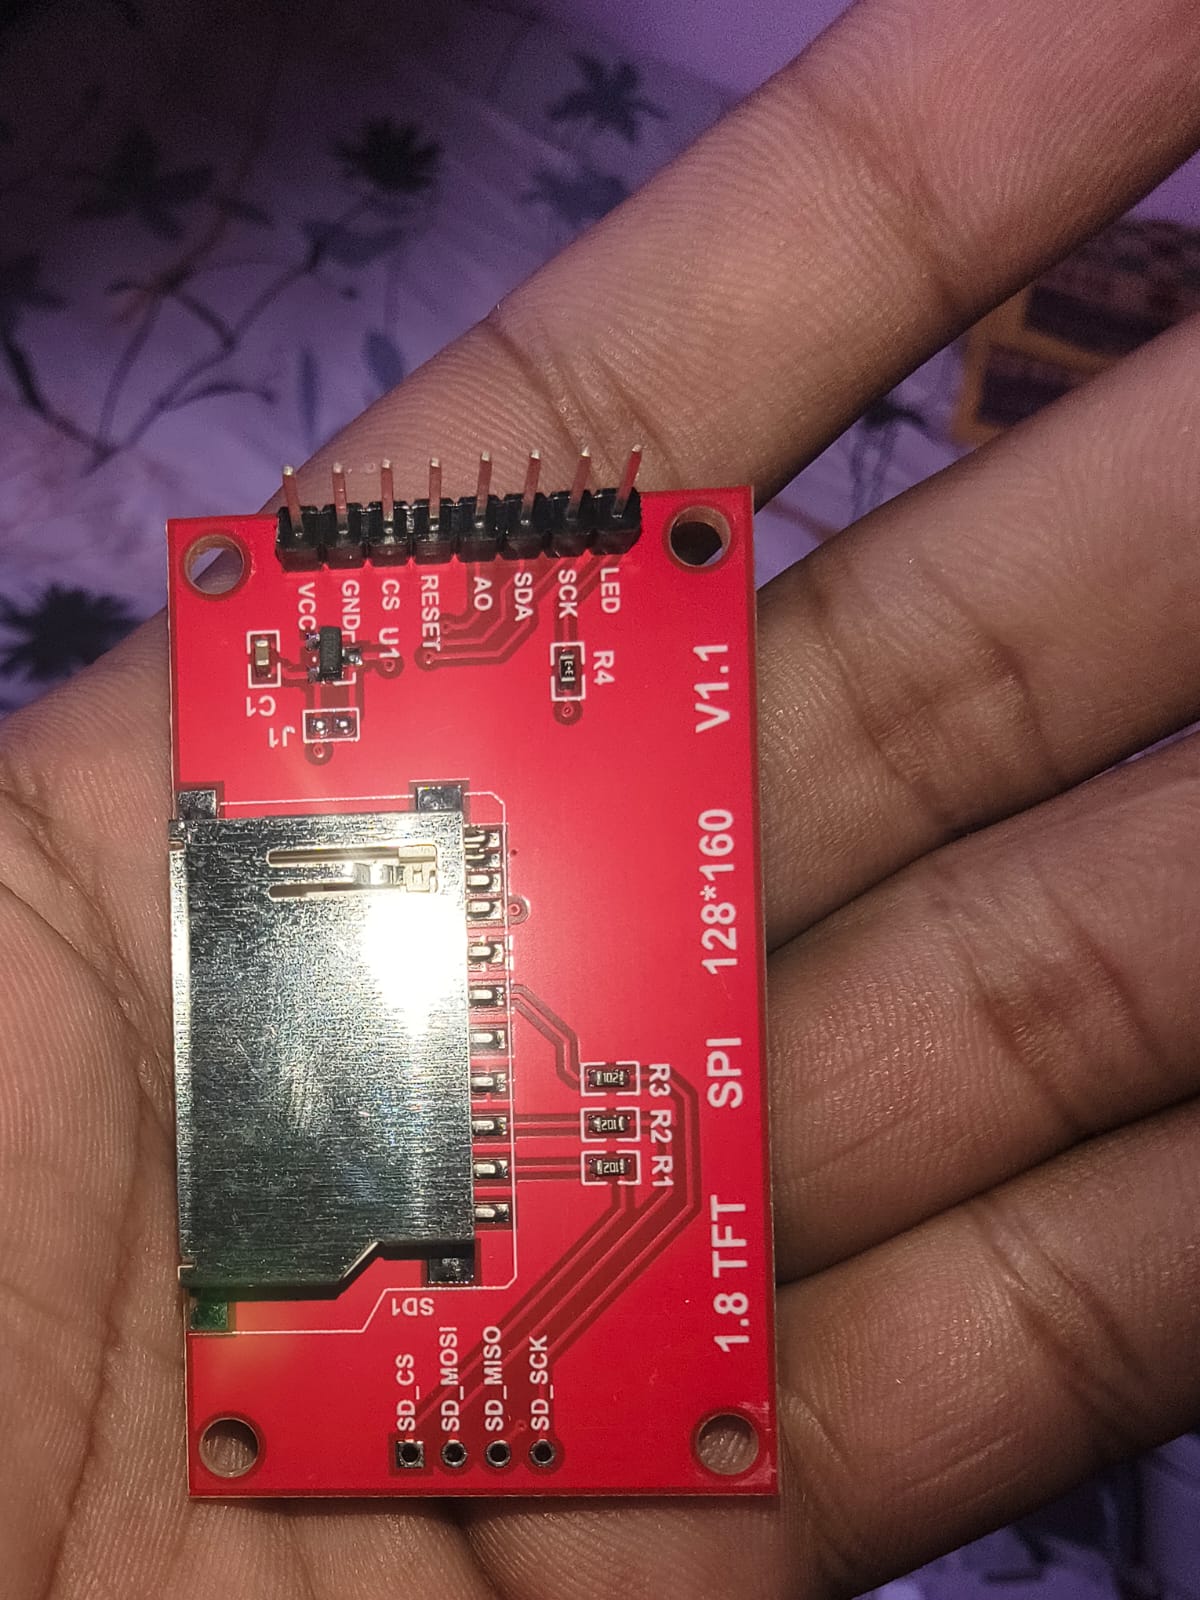 VCC
GND
CS
RESET
AO
SDA
SCK
LED
U1
C1
J1
R4
R3
102
R2
201
R1
201
SD1
SD_CS
SD_MOSI
SD_MISO
SD_SCK
1.8 TFT SPI 128*160 V1.1